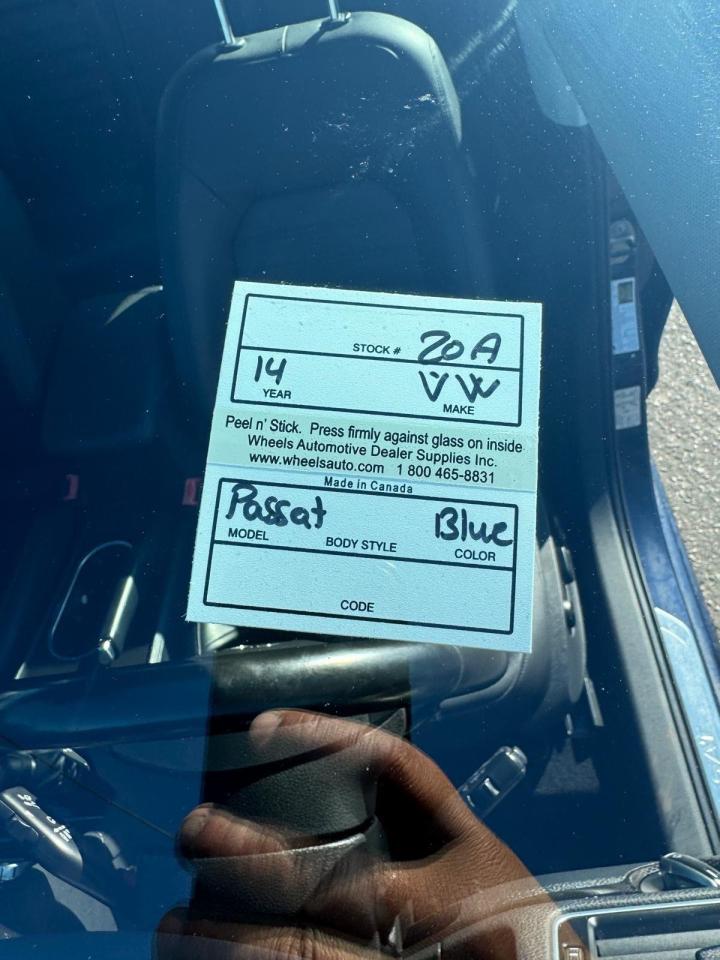 STOCK # 20A
14 VW
YEAR MAKE
Peel n' Stick. Press firmly against glass on inside
Wheels Automotive Dealer Supplies Inc.
www.wheelsauto.com 1 800 465-8831
Made in Canada
Passat Blue
MODEL BODY STYLE COLOR
CODE